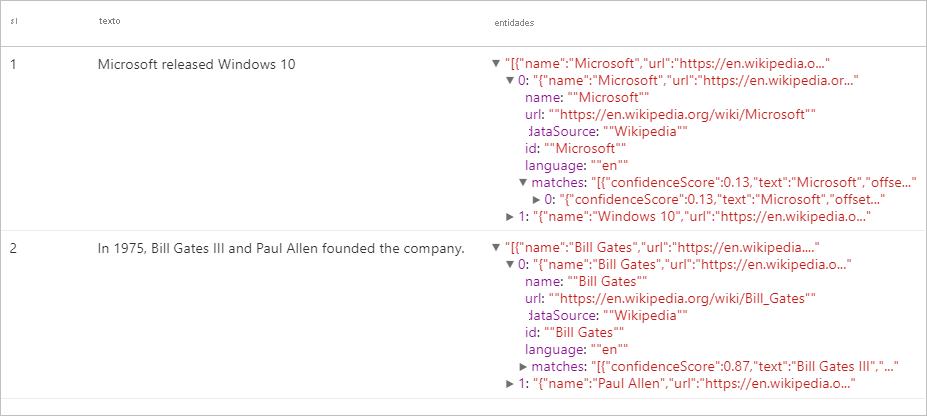 sl texto entidades
1 Microsoft released Windows 10 "[{"name":"Microsoft","url":"https://en.wikipedia.o..."
0: "{"name":"Microsoft","url":"https://en.wikipedia.or..."
name: ""Microsoft""
url: ""https://en.wikipedia.org/wiki/Microsoft""
dataSource: ""Wikipedia""
id: ""Microsoft""
language: ""en""
matches: "[{"confidenceScore":0.13,"text":"Microsoft","offse..."
0: "{"confidenceScore":0.13,"text":"Microsoft","offset..."
1: "{"name":"Windows 10","url":"https://en.wikipedia.o..."
2 In 1975, Bill Gates III and Paul Allen founded the company. "[{"name":"Bill Gates","url":"https://en.wikipedia...."
0: "{"name":"Bill Gates","url":"https://en.wikipedia.o..."
name: ""Bill Gates""
url: ""https://en.wikipedia.org/wiki/Bill_Gates""
dataSource: ""Wikipedia""
id: ""Bill Gates""
language: ""en""
matches: "[{"confidenceScore":0.87,"text":"Bill Gates III","..."
1: "{"name":"Paul Allen","url":"https://en.wikipedia.o..."